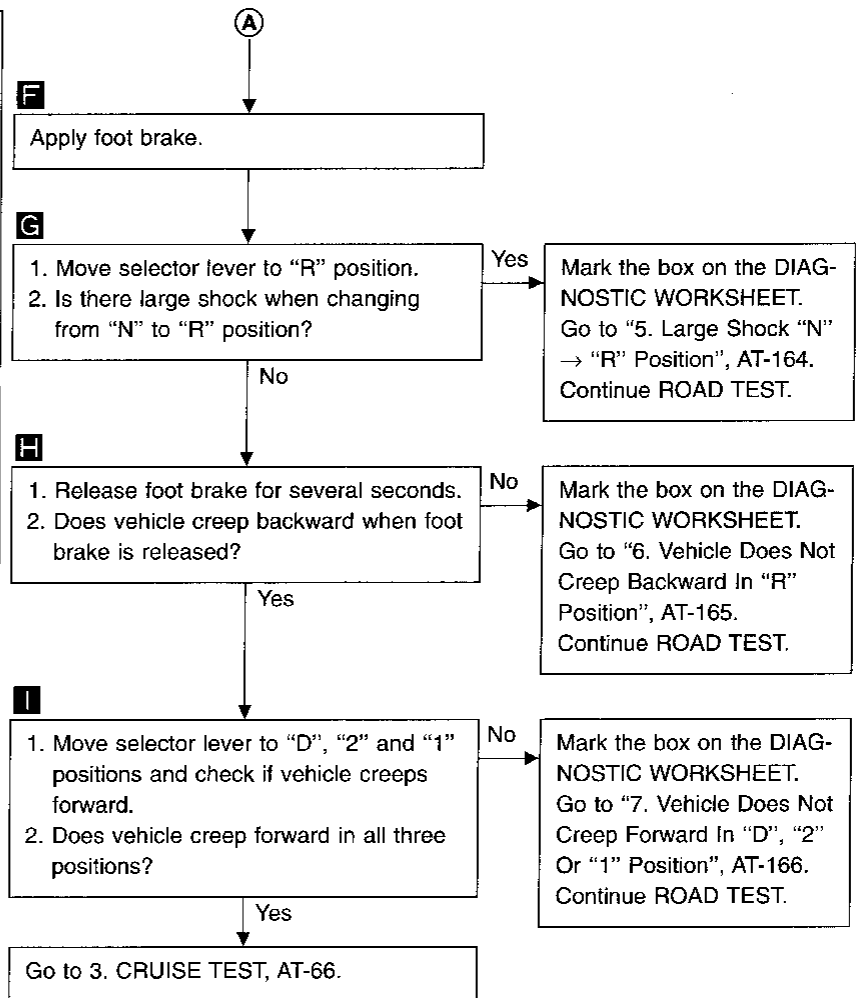 A
F
Apply foot brake.
G
1. Move selector lever to “R” position.
2. Is there large shock when changing
from “N” to “R” position?
Yes
Mark the box on the DIAG-
NOSTIC WORKSHEET.
Go to “5. Large Shock “N”
→ “R” Position”, AT-164.
Continue ROAD TEST.
No
H
1. Release foot brake for several seconds.
2. Does vehicle creep backward when foot
brake is released?
No
Mark the box on the DIAG-
NOSTIC WORKSHEET.
Go to “6. Vehicle Does Not
Creep Backward In “R”
Position”, AT-165.
Continue ROAD TEST.
Yes
I
1. Move selector lever to “D”, “2” and “1”
positions and check if vehicle creeps
forward.
2. Does vehicle creep forward in all three
positions?
No
Mark the box on the DIAG-
NOSTIC WORKSHEET.
Go to “7. Vehicle Does Not
Creep Forward In “D”, “2”
Or “1” Position”, AT-166.
Continue ROAD TEST.
Yes
Go to 3. CRUISE TEST, AT-66.